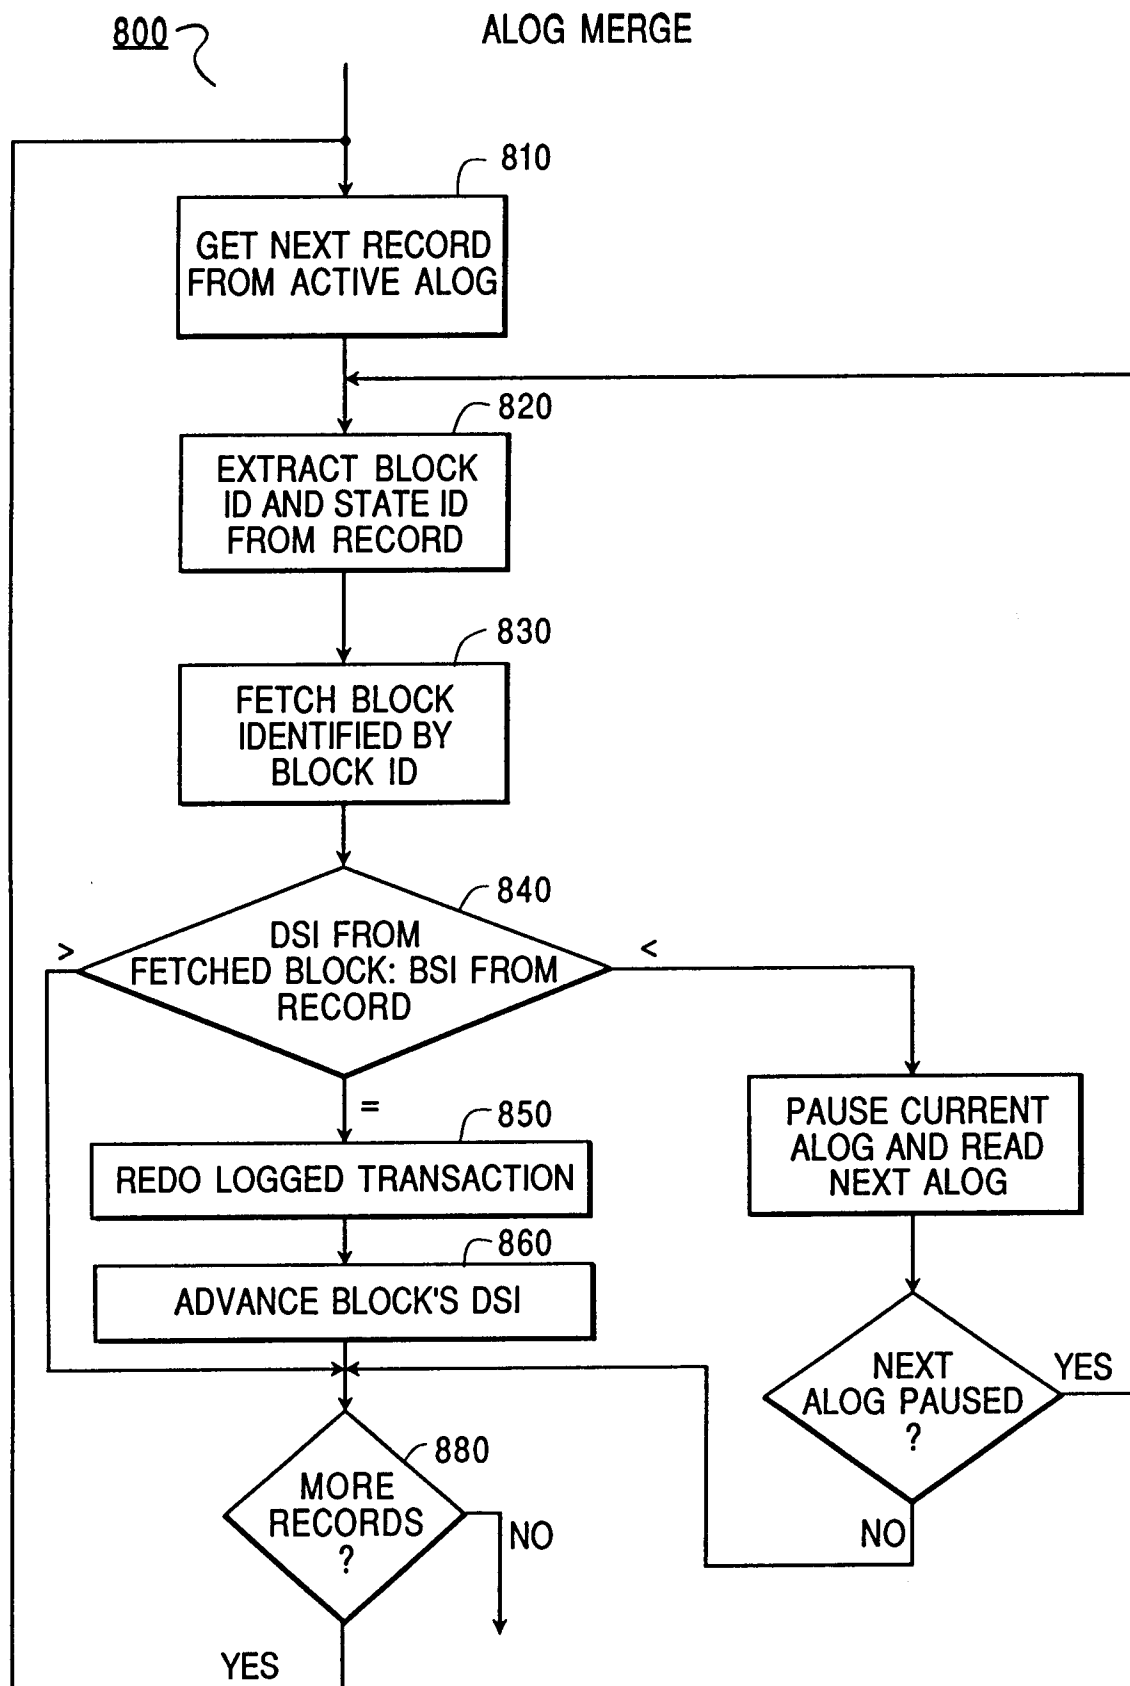 800
ALOG MERGE
810
GET NEXT RECORD
FROM ACTIVE ALOG
820
EXTRACT BLOCK
ID AND STATE ID
FROM RECORD
830
FETCH BLOCK
IDENTIFIED BY
BLOCK ID
840
>
<
DSI FROM
FETCHED BLOCK: BSI FROM
RECORD
=
850
REDO LOGGED TRANSACTION
PAUSE CURRENT
ALOG AND READ
NEXT ALOG
860
ADVANCE BLOCK'S DSI
NEXT
ALOG PAUSED
?
YES
NO
880
MORE
RECORDS
?
NO
YES